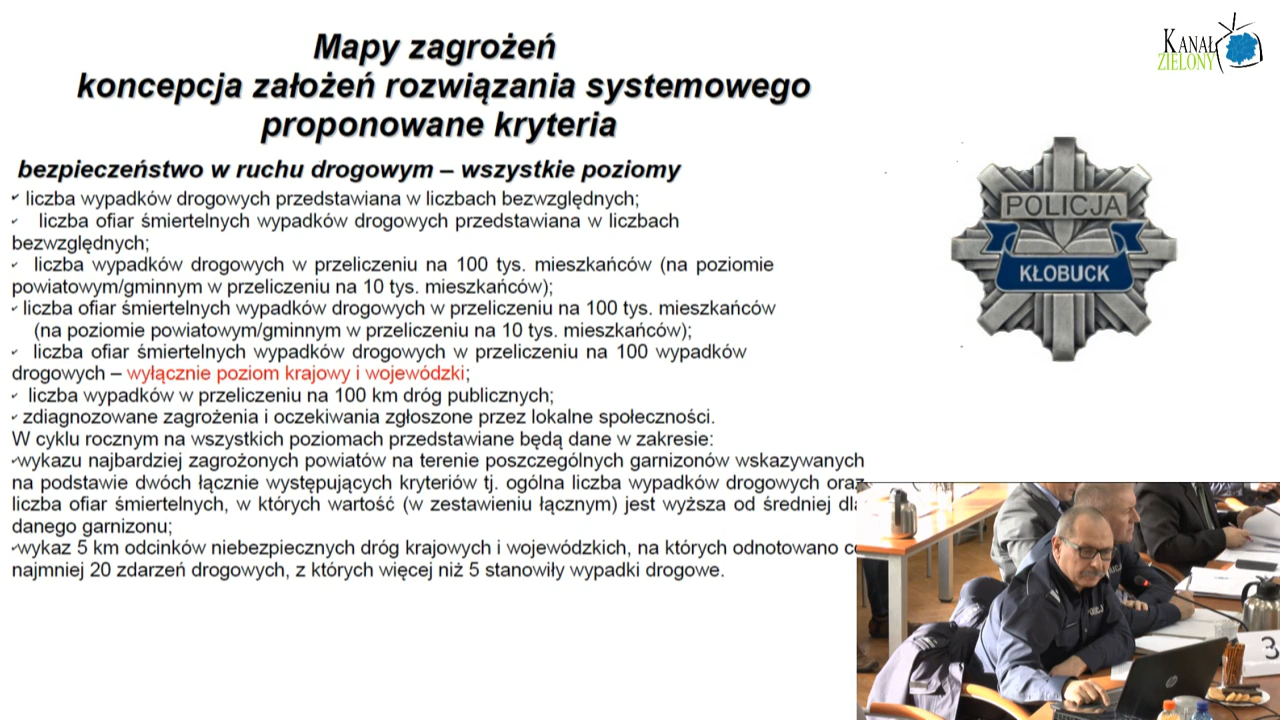 Mapy zagrożeń
koncepcja założeń rozwiązania systemowego
proponowane kryteria
KANAŁ
ZIELONY
bezpieczeństwo w ruchu drogowym – wszystkie poziomy
liczba wypadków drogowych przedstawiana w liczbach bezwzględnych;
liczba ofiar śmiertelnych wypadków drogowych przedstawiana w liczbach
bezwzględnych;
liczba wypadków drogowych w przeliczeniu na 100 tys. mieszkańców (na poziomie
powiatowym/gminnym w przeliczeniu na 10 tys. mieszkańców);
liczba ofiar śmiertelnych wypadków drogowych w przeliczeniu na 100 tys. mieszkańców
(na poziomie powiatowym/gminnym w przeliczeniu na 10 tys. mieszkańców);
liczba ofiar śmiertelnych wypadków drogowych w przeliczeniu na 100 wypadków
drogowych – wyłącznie poziom krajowy i wojewódzki;
liczba wypadków w przeliczeniu na 100 km dróg publicznych;
zdiagnozowane zagrożenia i oczekiwania zgłoszone przez lokalne społeczności.
W cyklu rocznym na wszystkich poziomach przedstawiane będą dane w zakresie:
wykazu najbardziej zagrożonych powiatów na terenie poszczególnych garnizonów wskazywanych
na podstawie dwóch łącznie występujących kryteriów tj. ogólna liczba wypadków drogowych oraz
liczba ofiar śmiertelnych, w których wartość (w zestawieniu łącznym) jest wyższa od średniej dla
danego garnizonu;
wykaz 5 km odcinków niebezpiecznych dróg krajowych i wojewódzkich, na których odnotowano co
najmniej 20 zdarzeń drogowych, z których więcej niż 5 stanowiły wypadki drogowe.
POLICJA
KŁOBUCK
POLICJA
hp
3